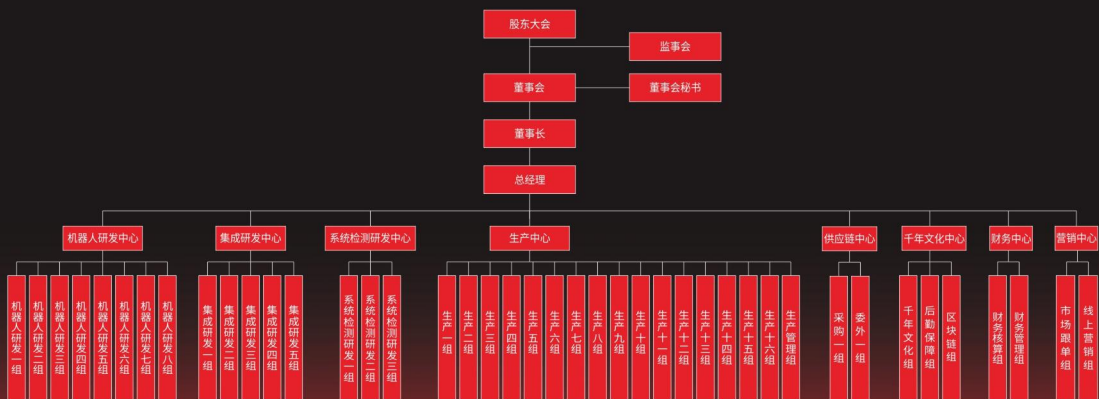 股东大会
监事会
董事会
董事会秘书
董事长
总经理
机器人研发中心
集成研发中心
系统检测研发中心
生产中心
供应链中心
千年文化中心
财务中心
营销中心
机器人研发一组
机器人研发二组
机器人研发三组
机器人研发四组
机器人研发五组
机器人研发六组
机器人研发七组
机器人研发八组
集成研发一组
集成研发二组
集成研发三组
集成研发四组
集成研发五组
系统检测研发一组
系统检测研发二组
系统检测研发三组
生产一组
生产二组
生产三组
生产四组
生产五组
生产六组
生产七组
生产八组
生产九组
生产十组
生产十一组
生产十二组
生产十三组
生产十四组
生产十五组
生产十六组
生产管理组
采购一组
委外一组
千年文化组
后勤保障组
区块链组
财务核算组
财务管理组
市场跟单组
线上营销组